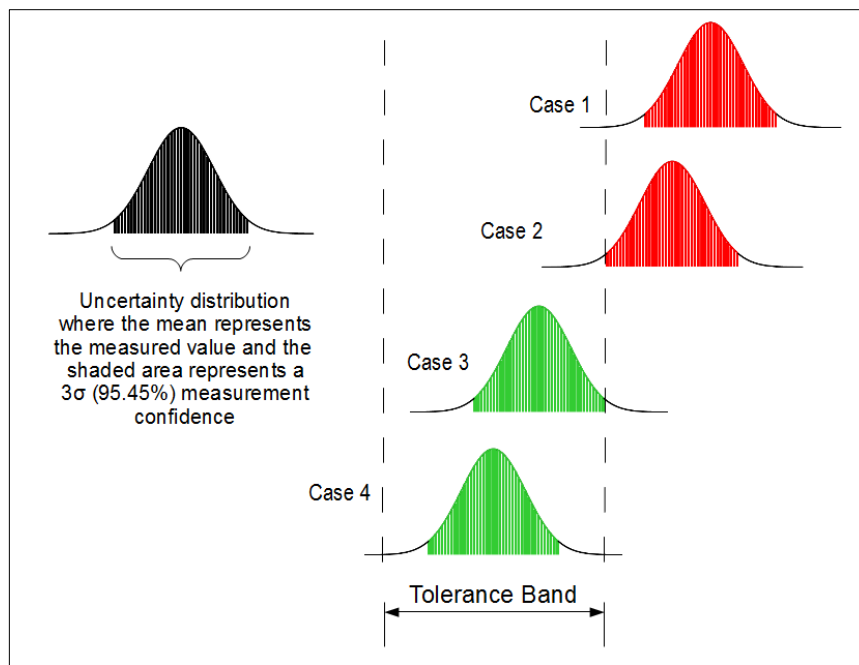 Case 1
Case 2
Uncertainty distribution
where the mean represents
the measured value and the
shaded area represents a
3σ (95.45%) measurement
confidence
Case 3
Case 4
Tolerance Band